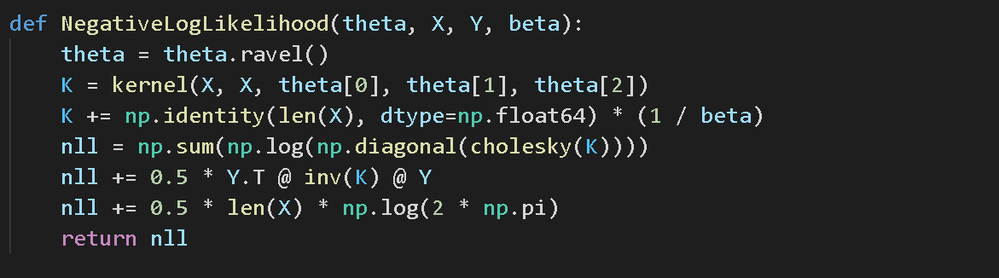 def NegativeLogLikelihood(theta, X, Y, beta):
    theta = theta.ravel()
    K = kernel(X, X, theta[0], theta[1], theta[2])
    K += np.identity(len(X), dtype=np.float64) * (1 / beta)
    nll = np.sum(np.log(np.diagonal(cholesky(K))))
    nll += 0.5 * Y.T @ inv(K) @ Y
    nll += 0.5 * len(X) * np.log(2 * np.pi)
    return nll